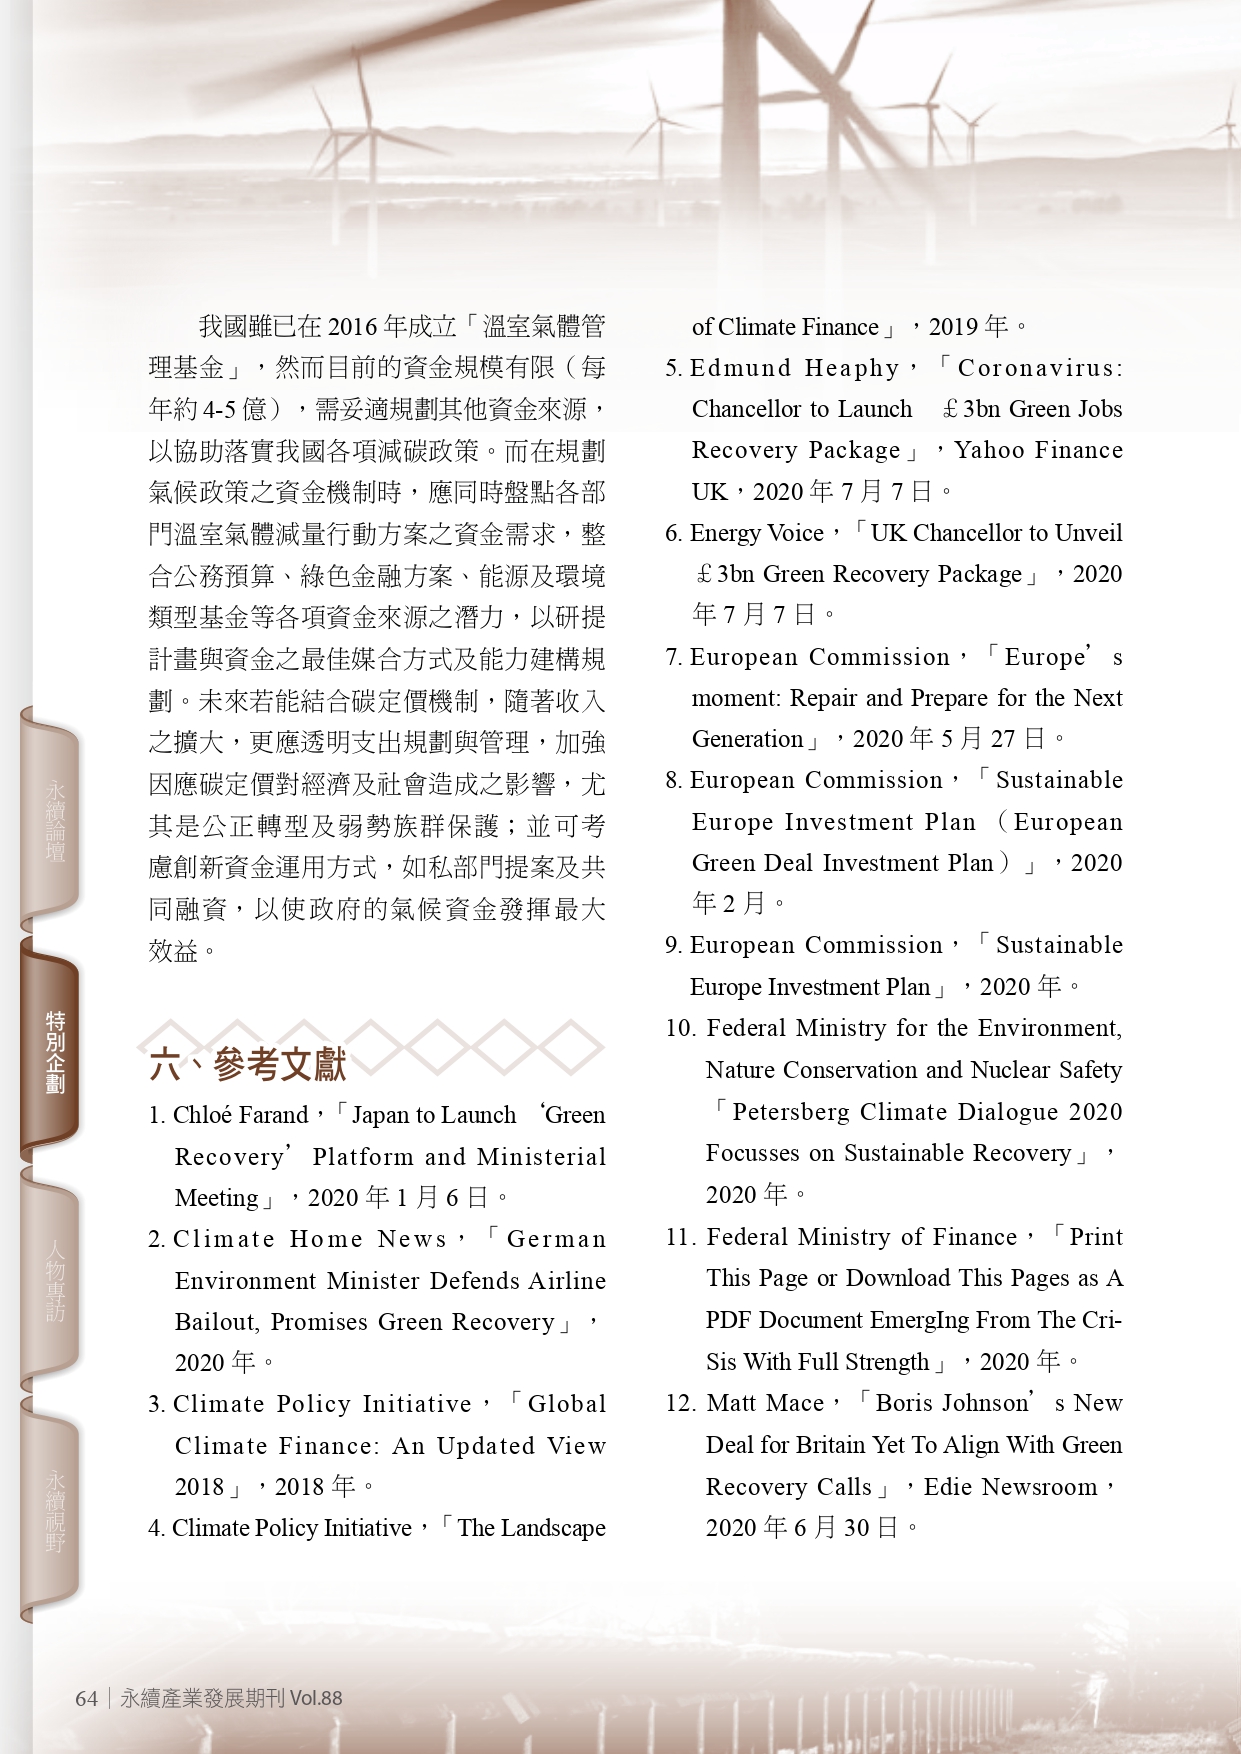 我國雖已在 2016 年成立「溫室氣體管
理基金」，然而目前的資金規模有限（每
年約 4-5 億），需妥適規劃其他資金來源，
以協助落實我國各項減碳政策。而在規劃
氣候政策之資金機制時，應同時盤點各部
門溫室氣體減量行動方案之資金需求，整
合公務預算、綠色金融方案、能源及環境
類型基金等各項資金來源之潛力，以研提
計畫與資金之最佳媒合方式及能力建構規
劃。未來若能結合碳定價機制，隨著收入
之擴大，更應透明支出規劃與管理，加強
因應碳定價對經濟及社會造成之影響，尤
其是公正轉型及弱勢族群保護；並可考
慮創新資金運用方式，如私部門提案及共
同融資，以使政府的氣候資金發揮最大
效益。
六、參考文獻
1. Chloé Farand，「Japan to Launch ‘Green
Recovery’ Platform and Ministerial
Meeting」，2020 年 1 月 6 日。
2. Climate Home News，「German
Environment Minister Defends Airline
Bailout, Promises Green Recovery」，
2020 年。
3. Climate Policy Initiative，「Global
Climate Finance: An Updated View
2018」，2018 年。
4. Climate Policy Initiative，「The Landscape
of Climate Finance」，2019 年。
5. Edmund Heaphy，「Coronavirus:
Chancellor to Launch ￡3bn Green Jobs
Recovery Package」，Yahoo Finance
UK，2020 年 7 月 7 日。
6. Energy Voice，「UK Chancellor to Unveil
￡3bn Green Recovery Package」，2020
年 7 月 7 日。
7. European Commission，「Europe’s
moment: Repair and Prepare for the Next
Generation」，2020 年 5 月 27 日。
8. European Commission，「Sustainable
Europe Investment Plan （European
Green Deal Investment Plan）」，2020
年 2 月。
9. European Commission，「Sustainable
Europe Investment Plan」，2020 年。
10. Federal Ministry for the Environment,
Nature Conservation and Nuclear Safety
「Petersberg Climate Dialogue 2020
Focusses on Sustainable Recovery」，
2020 年。
11. Federal Ministry of Finance，「Print
This Page or Download This Pages as A
PDF Document EmergIng From The Cri-
Sis With Full Strength」，2020 年。
12. Matt Mace，「Boris Johnson’s New
Deal for Britain Yet To Align With Green
Recovery Calls」，Edie Newsroom，
2020 年 6 月 30 日。
永續論壇
特別企劃
人物專訪
永續視野
64｜永續產業發展期刊 Vol.88